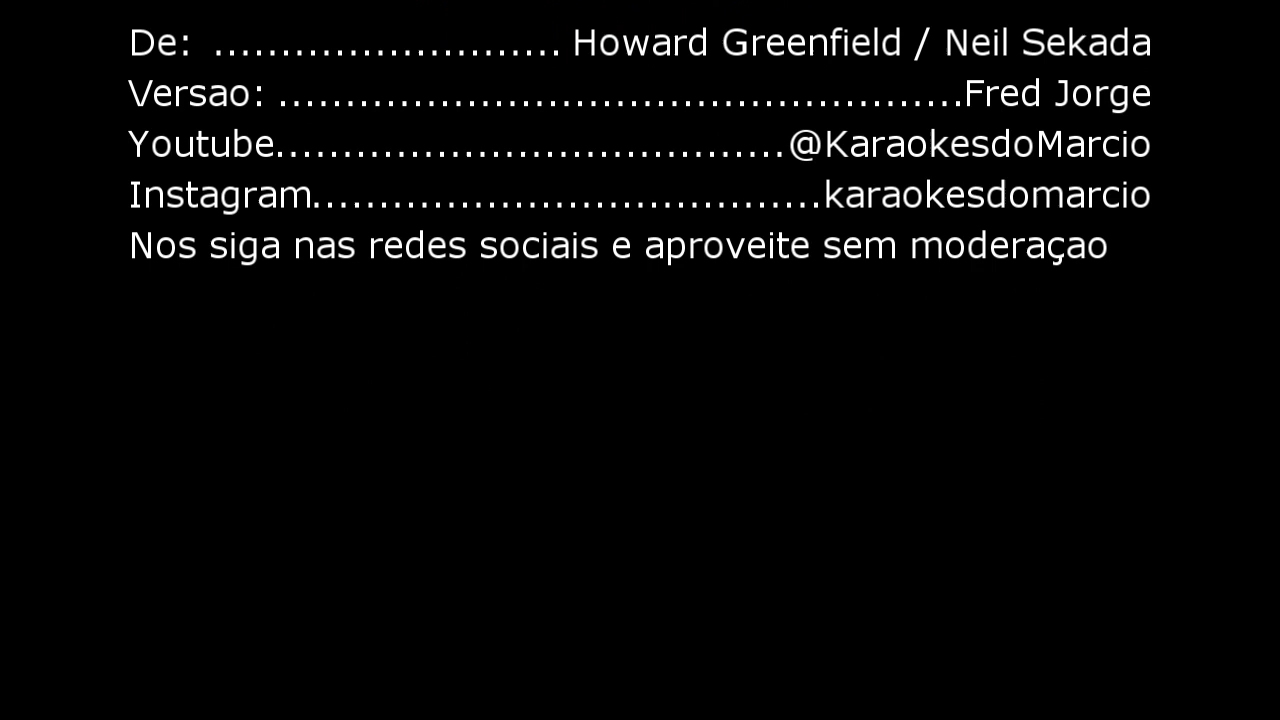 De: .......................... Howard Greenfield / Neil Sekada
Versao: ...................................................Fred Jorge
Youtube......................................@KaraokesdoMarcio
Instagram......................................karaokesdomarcio
Nos siga nas redes sociais e aproveite sem moderaçao